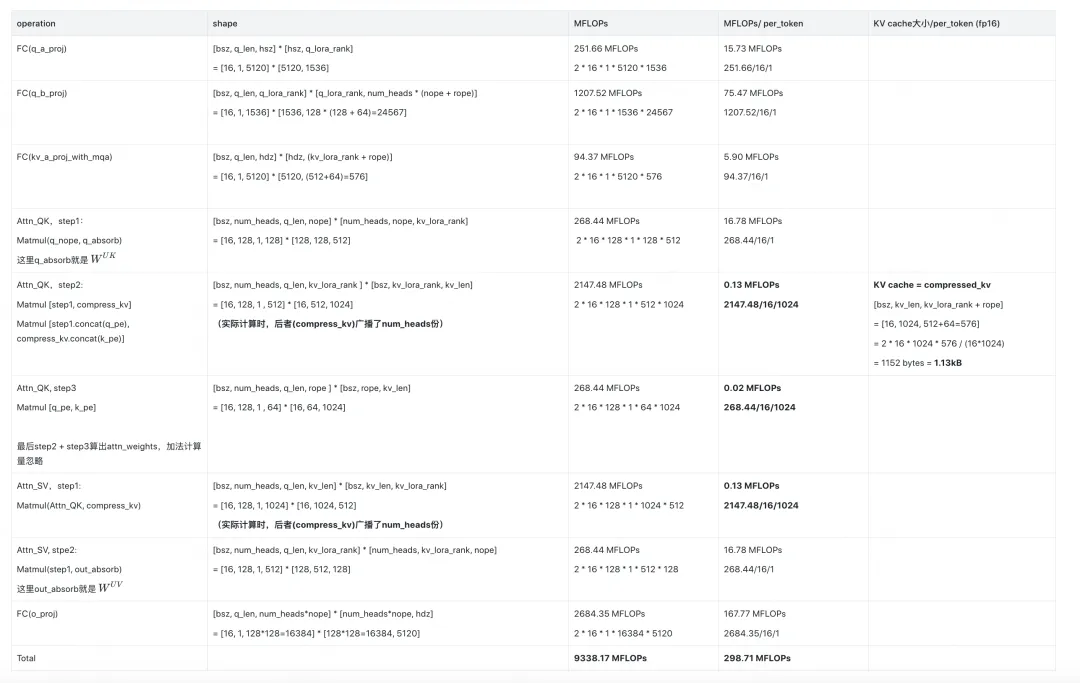 operation shape MFLOPs MFLOPs/ per_token KV cache大小/per_token (fp16)
FC(q_a_proj) [bsz, q_len, hsz] * [hsz, q_lora_rank] 251.66 MFLOPs 15.73 MFLOPs
= [16, 1, 5120] * [5120, 1536] 2 * 16 * 1 * 5120 * 1536 251.66/16/1
FC(q_b_proj) [bsz, q_len, q_lora_rank] * [q_lora_rank, num_heads * (nope + rope)] 1207.52 MFLOPs 75.47 MFLOPs
= [16, 1, 1536] * [1536, 128 * (128 + 64)=24567] 2 * 16 * 1 * 1536 * 24567 1207.52/16/1
FC(kv_a_proj_with_mqa) [bsz, q_len, hdz] * [hdz, (kv_lora_rank + rope)] 94.37 MFLOPs 5.90 MFLOPs
= [16, 1, 5120] * [5120, (512+64)=576] 2 * 16 * 1 * 5120 * 576 94.37/16/1
Attn_QK，step1： [bsz, num_heads, q_len, nope] * [num_heads, nope, kv_lora_rank] 268.44 MFLOPs 16.78 MFLOPs
Matmul(q_nope, q_absorb) = [16, 128, 1, 128] * [128, 128, 512] 2 * 16 * 128 * 1 * 128 * 512 268.44/16/1
这里q_absorb就是 W^{UK}
Attn_QK，step2: [bsz, num_heads, q_len, kv_lora_rank ] * [bsz, kv_lora_rank, kv_len] 2147.48 MFLOPs 0.13 MFLOPs KV cache = compressed_kv
Matmul [step1, compress_kv] = [16, 128, 1 , 512] * [16, 512, 1024] 2 * 16 * 128 * 1 * 512 * 1024 2147.48/16/1024 [bsz, kv_len, kv_lora_rank + rope]
Matmul [step1.concat(q_pe), （实际计算时，后者(compress_kv)广播了num_heads份） = [16, 1024, 512+64=576]
compress_kv.concat(k_pe)] = 2 * 16 * 1024 * 576 / (16*1024)
= 1152 bytes = 1.13kB
Attn_QK, step3 [bsz, num_heads, q_len, rope ] * [bsz, rope, kv_len] 268.44 MFLOPs 0.02 MFLOPs
Matmul [q_pe, k_pe] = [16, 128, 1 , 64] * [16, 64, 1024] 2 * 16 * 128 * 1 * 64 * 1024 268.44/16/1024
最后step2 + step3算出attn_weights，加法计算
量忽略
Attn_SV，step1: [bsz, num_heads, q_len, kv_len] * [bsz, kv_len, kv_lora_rank] 2147.48 MFLOPs 0.13 MFLOPs
Matmul(Attn_QK, compress_kv) = [16, 128, 1, 1024] * [16, 1024, 512] 2 * 16 * 128 * 1 * 1024 * 512 2147.48/16/1024
（实际计算时，后者(compress_kv)广播了num_heads份）
Attn_SV, stpe2: [bsz, num_heads, q_len, kv_lora_rank] * [num_heads, kv_lora_rank, nope] 268.44 MFLOPs 16.78 MFLOPs
Matmul(step1, out_absorb) = [16, 128, 1, 512] * [128, 512, 128] 2 * 16 * 128 * 1 * 512 * 128 268.44/16/1
这里out_absorb就是 W^{UV}
FC(o_proj) [bsz, q_len, num_heads*nope] * [num_heads*nope, hdz] 2684.35 MFLOPs 167.77 MFLOPs
= [16, 1, 128*128=16384] * [128*128=16384, 5120] 2 * 16 * 1 * 16384 * 5120 2684.35/16/1
Total 9338.17 MFLOPs 298.71 MFLOPs